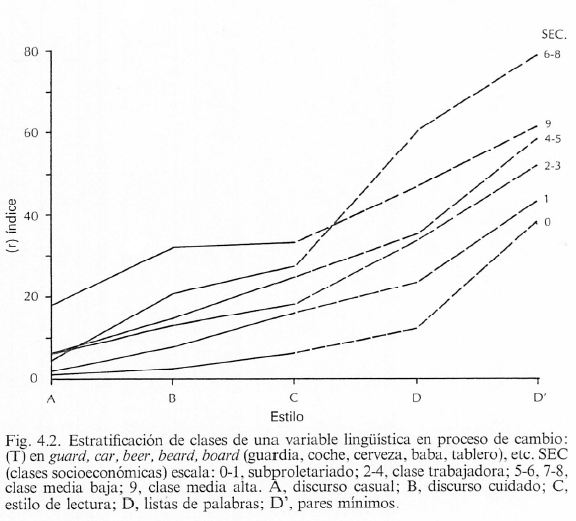 SEC.
80
6-8
9
60
4-5
2-3
(r) índice
40
1
0
20
0
A B C D D'
Estilo
Fig. 4.2. Estratificación de clases de una variable lingüística en proceso de cambio:
(T) en guard, car, beer, beard, board (guardia, coche, cerveza, baba, tablero), etc. SEC
(clases socioeconómicas) escala: 0-1, subproletariado; 2-4, clase trabajadora; 5-6, 7-8,
clase media baja; 9, clase media alta. A, discurso casual; B, discurso cuidado; C,
estilo de lectura; D, listas de palabras; D', pares mínimos.